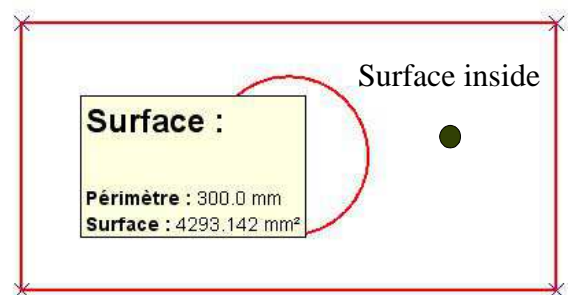 Surface inside
Surface :
Périmètre : 300.0 mm
Surface : 4293.142 mm²